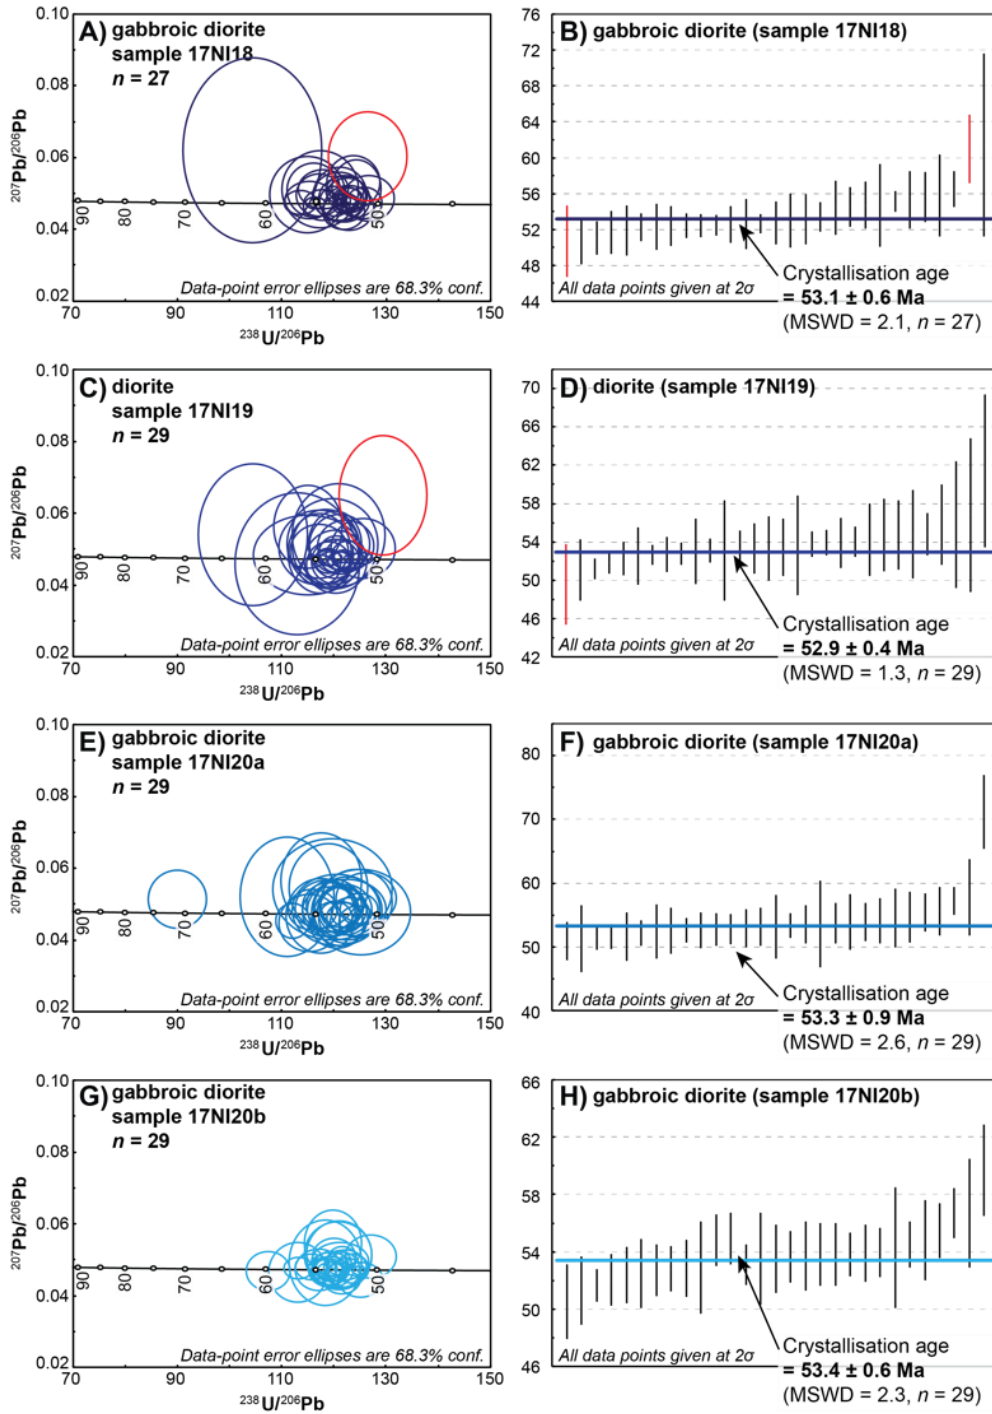 A) gabbroic diorite
sample 17NI18
n = 27
0.10
0.08
0.06
0.04
0.02
207Pb/206Pb
90
80
70
60
50
Data-point error ellipses are 68.3% conf.
70
90
110
130
150
238U/206Pb
B) gabbroic diorite (sample 17NI18)
76
72
68
64
60
56
52
48
44
Crystallisation age
= 53.1 ± 0.6 Ma
(MSWD = 2.1, n = 27)
All data points given at 2σ
C) diorite
sample 17NI19
n = 29
0.10
0.08
0.06
0.04
0.02
207Pb/206Pb
90
80
70
60
50
Data-point error ellipses are 68.3% conf.
238U/206Pb
D) diorite (sample 17NI19)
70
66
62
58
54
50
46
42
Crystallisation age
= 52.9 ± 0.4 Ma
(MSWD = 1.3, n = 29)
All data points given at 2σ
E) gabbroic diorite
sample 17NI20a
n = 29
0.10
0.08
0.06
0.04
0.02
207Pb/206Pb
90
80
70
60
50
Data-point error ellipses are 68.3% conf.
70
90
110
130
150
238U/206Pb
F) gabbroic diorite (sample 17NI20a)
80
70
60
50
40
Crystallisation age
= 53.3 ± 0.9 Ma
(MSWD = 2.6, n = 29)
All data points given at 2σ
G) gabbroic diorite
sample 17NI20b
n = 29
0.10
0.08
0.06
0.04
0.02
207Pb/206Pb
90
80
70
60
50
Data-point error ellipses are 68.3% conf.
70
90
110
130
150
238U/206Pb
H) gabbroic diorite (sample 17NI20b)
66
62
58
54
50
46
Crystallisation age
= 53.4 ± 0.6 Ma
(MSWD = 2.3, n = 29)
All data points given at 2σ